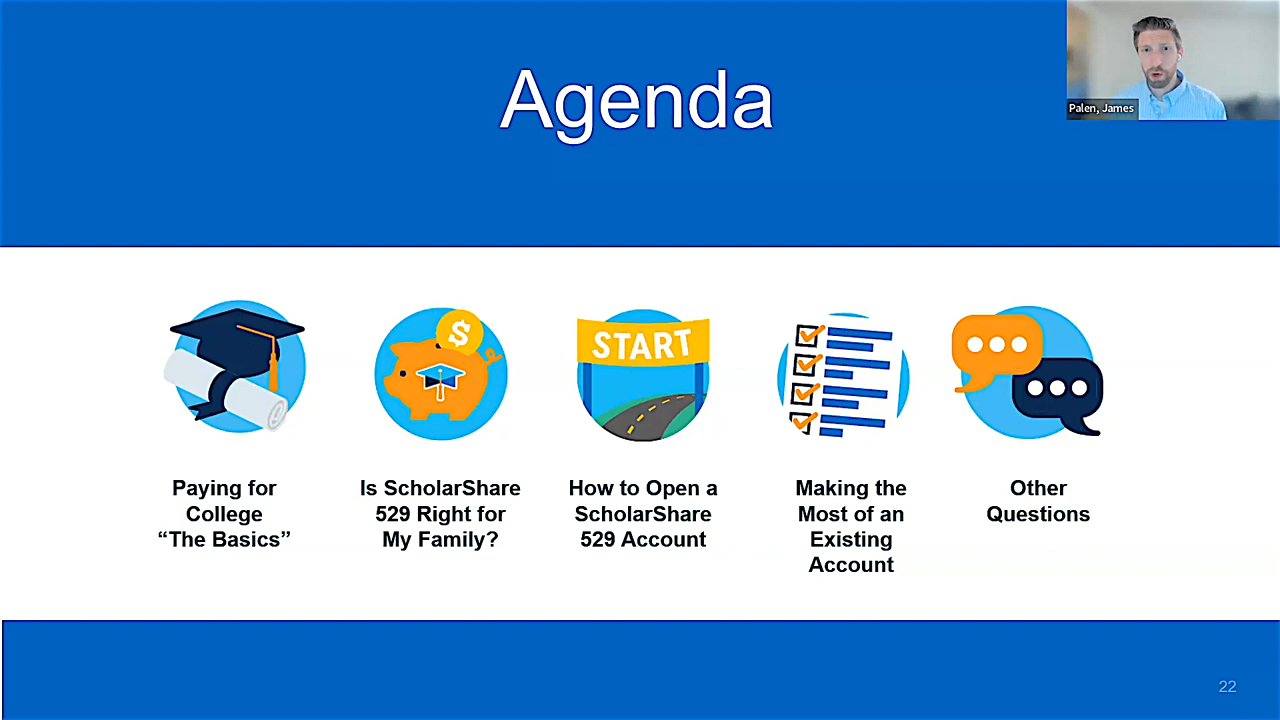 Agenda
Palen, James
$
START
Paying for
College
“The Basics”
Is ScholarShare
529 Right for
My Family?
How to Open a
ScholarShare
529 Account
Making the
Most of an
Existing
Account
Other
Questions
22